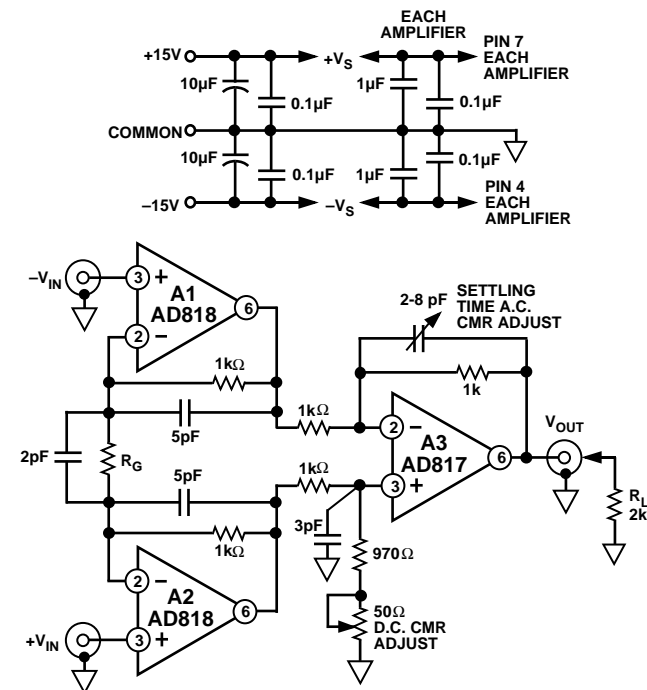 EACH
AMPLIFIER
+15V
+VS
PIN 7
EACH
AMPLIFIER
10µF
0.1µF
1µF
0.1µF
COMMON
10µF
0.1µF
1µF
0.1µF
–15V
–VS
PIN 4
EACH
AMPLIFIER
–VIN
3
+
A1
AD818
6
2
–
1kΩ
5pF
2pF
RG
5pF
1kΩ
2
–
A2
AD818
6
+VIN
3
+
2-8 pF
SETTLING
TIME A.C.
CMR ADJUST
1k
1kΩ
2
–
A3
AD817
6
VOUT
1kΩ
3
+
3pF
970Ω
RL
2k
50Ω
D.C. CMR
ADJUST